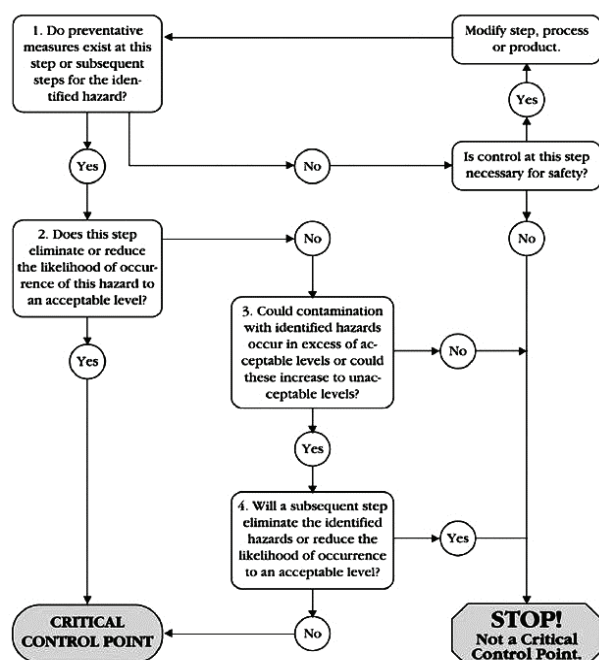 1. Do preventative
measures exist at this
step or subsequent
steps for the iden-
tified hazard?
Modify step, process
or product.
Yes
Yes
No
Is control at this step
necessary for safety?
2. Does this step
eliminate or reduce
the likelihood of occur-
rence of this hazard to
an acceptable level?
No
No
3. Could contamination
with identified hazards
occur in excess of ac-
ceptable levels or could
these increase to unac-
ceptable levels?
No
Yes
Yes
4. Will a subsequent step
eliminate the identified
hazards or reduce the
likelihood of occurrence
to an acceptable level?
Yes
No
CRITICAL
CONTROL POINT
STOP!
Not a Critical
Control Point.